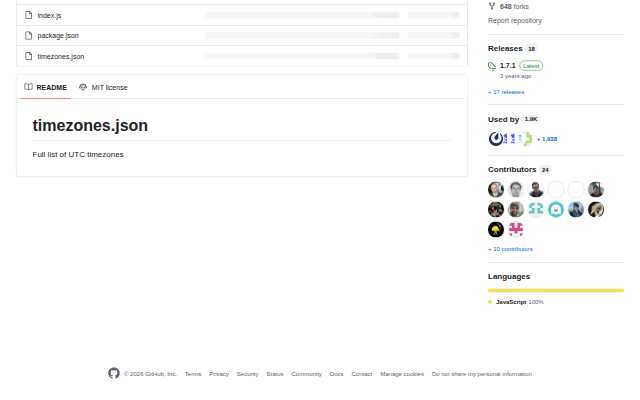 index.js
package.json
timezones.json
README
MIT license
timezones.json
Full list of UTC timezones
648 forks
Report repository
Releases 18
1.7.1 Latest
3 years ago
+ 17 releases
Used by 1.9K
+ 1,938
Contributors 24
+ 10 contributors
Languages
JavaScript 100%
© 2026 GitHub, Inc. Terms Privacy Security Status Community Docs Contact Manage cookies Do not share my personal information